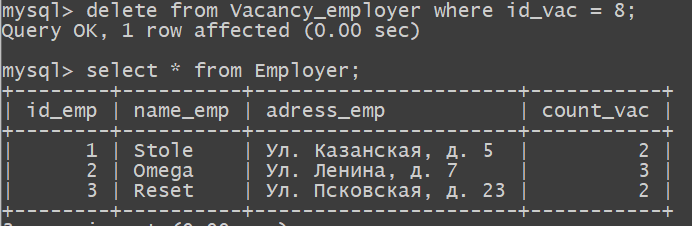 mysql> delete from Vacancy_employer where id_vac = 8;
Query OK, 1 row affected (0.00 sec)
mysql> select * from Employer;
+--------+----------+----------------------+-----------+
| id_emp | name_emp | adress_emp           | count_vac |
+--------+----------+----------------------+-----------+
|      1 | Stole    | Ул. Казанская, д. 5  |         2 |
|      2 | Omega    | Ул. Ленина, д. 7     |         3 |
|      3 | Reset    | Ул. Псковская, д. 23 |         2 |
+--------+----------+----------------------+-----------+